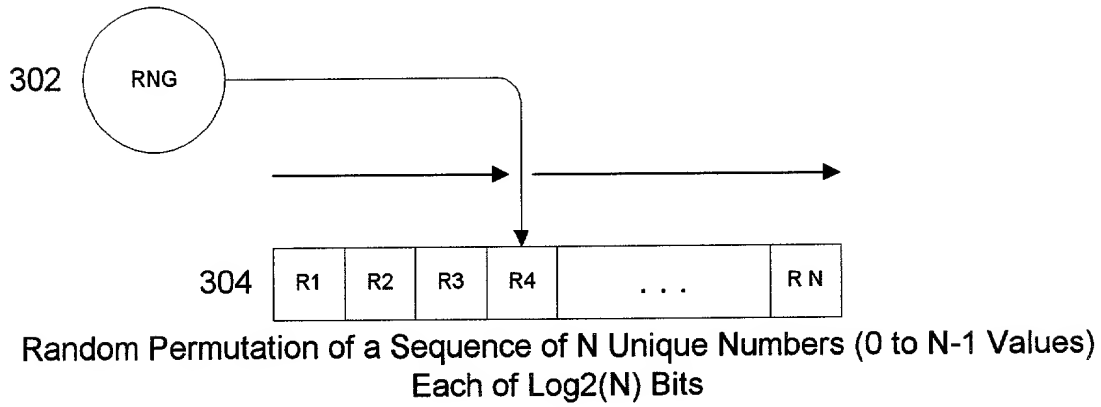 302 RNG
304 R1 R2 R3 R4 . . . R N
Random Permutation of a Sequence of N Unique Numbers (0 to N-1 Values)
Each of Log2(N) Bits